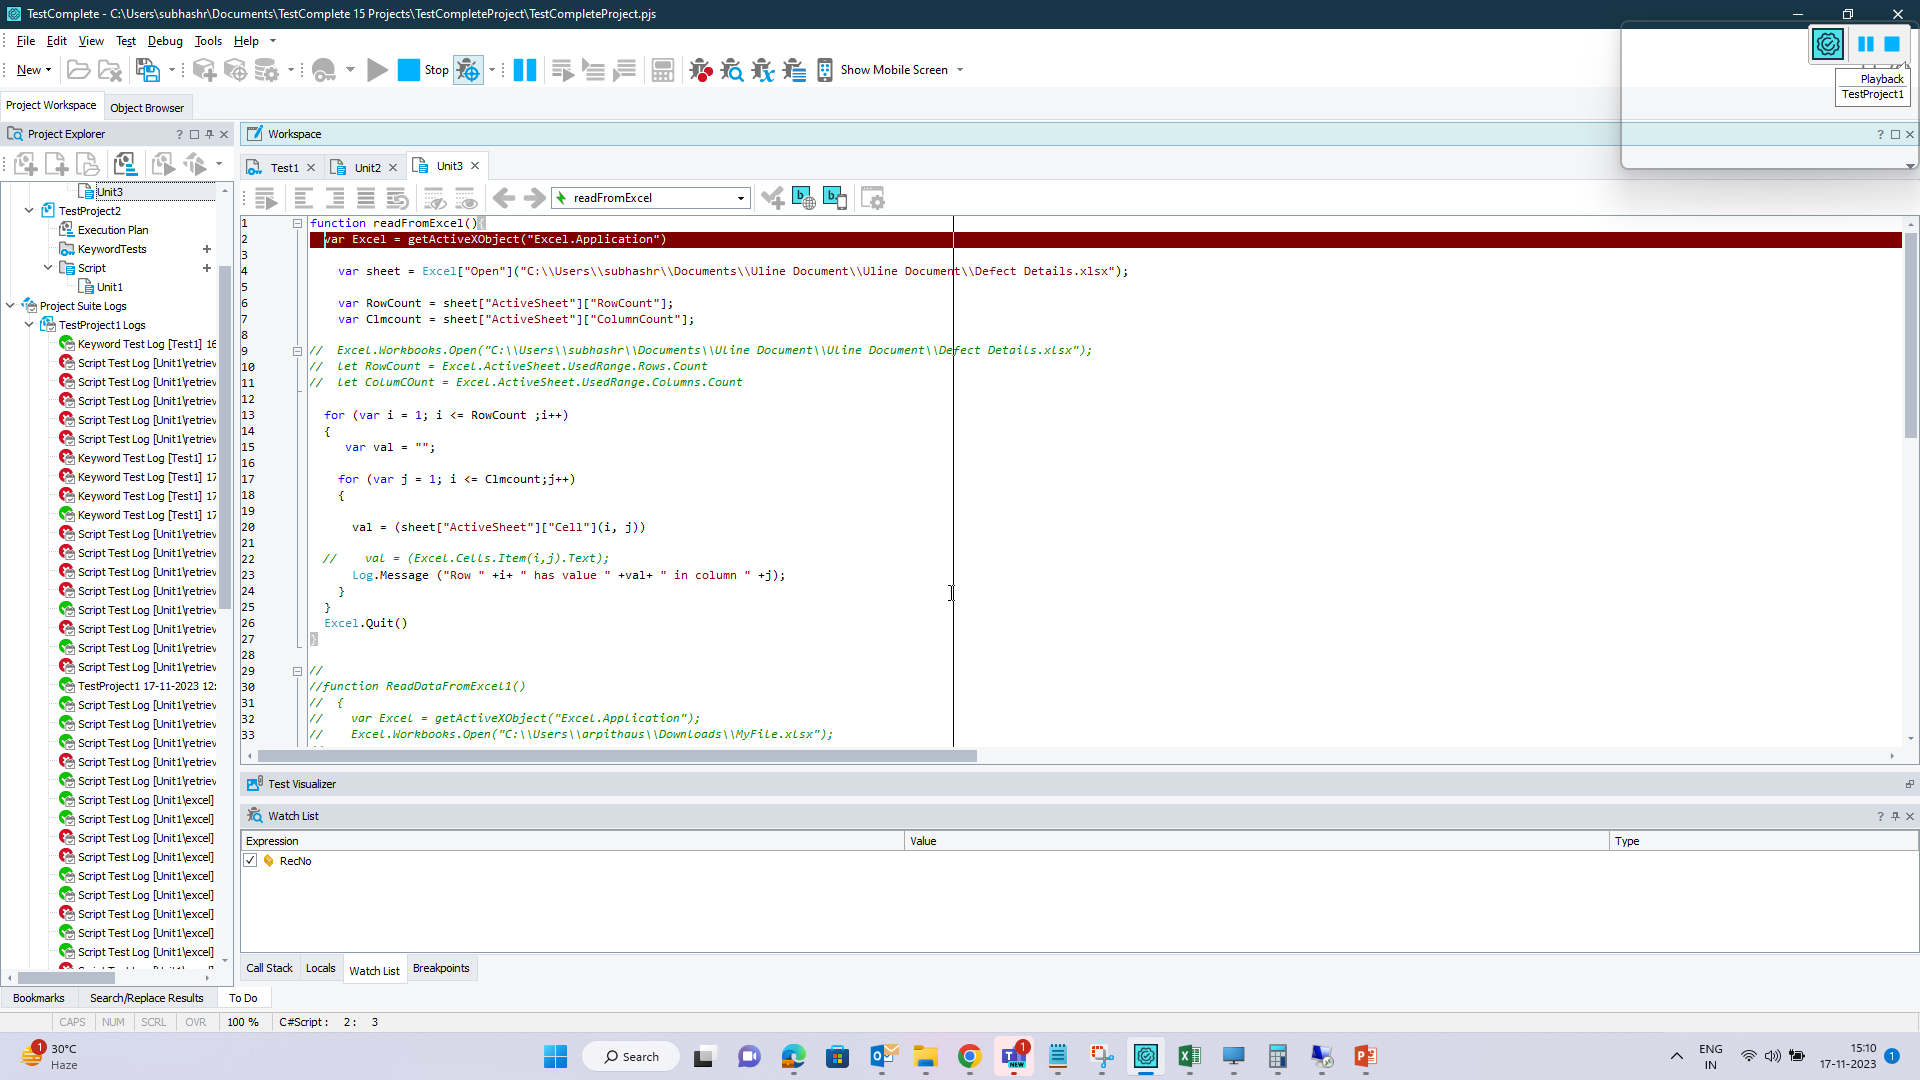 TestComplete - C:\Users\subhashr\Documents\TestComplete 15 Projects\TestCompleteProject\TestCompleteProject.pjs
File Edit View Test Debug Tools Help
New Stop Show Mobile Screen
Playback
TestProject1
Project Workspace Object Browser
Project Explorer
Workspace
Test1 Unit2 Unit3
readFromExcel
Unit3
TestProject2
Execution Plan
KeywordTests
Script
Unit1
Project Suite Logs
TestProject1 Logs
Keyword Test Log [Test1] 16
Script Test Log [Unit1\retriev
Script Test Log [Unit1\retriev
Script Test Log [Unit1\retriev
Script Test Log [Unit1\retriev
Script Test Log [Unit1\retriev
Keyword Test Log [Test1] 17
Keyword Test Log [Test1] 17
Keyword Test Log [Test1] 17
Keyword Test Log [Test1] 17
Script Test Log [Unit1\retriev
Script Test Log [Unit1\retriev
Script Test Log [Unit1\retriev
Script Test Log [Unit1\retriev
Script Test Log [Unit1\retriev
Script Test Log [Unit1\retriev
Script Test Log [Unit1\retriev
Script Test Log [Unit1\retriev
TestProject1 17-11-2023 12:
Script Test Log [Unit1\retriev
Script Test Log [Unit1\retriev
Script Test Log [Unit1\retriev
Script Test Log [Unit1\retriev
Script Test Log [Unit1\retriev
Script Test Log [Unit1\excel]
Script Test Log [Unit1\excel]
Script Test Log [Unit1\excel]
Script Test Log [Unit1\excel]
Script Test Log [Unit1\excel]
Script Test Log [Unit1\excel]
Script Test Log [Unit1\excel]
Script Test Log [Unit1\excel]
Script Test Log [Unit1\excel]
1 function readFromExcel(){
2 var Excel = getActiveXObject("Excel.Application")
3
4 var sheet = Excel["Open"]("C:\\Users\\subhashr\\Documents\\Uline Document\\Uline Document\\Defect Details.xlsx");
5
6 var RowCount = sheet["ActiveSheet"]["RowCount"];
7 var Clmcount = sheet["ActiveSheet"]["ColumnCount"];
8
9 // Excel.Workbooks.Open("C:\\Users\\subhashr\\Documents\\Uline Document\\Uline Document\\Defect Details.xlsx");
10 // let RowCount = Excel.ActiveSheet.UsedRange.Rows.Count
11 // let ColumCOunt = Excel.ActiveSheet.UsedRange.Columns.Count
12
13 for (var i = 1; i <= RowCount ;i++)
14 {
15 var val = "";
16
17 for (var j = 1; i <= Clmcount;j++)
18 {
19
20 val = (sheet["ActiveSheet"]["Cell"](i, j))
21
22 // val = (Excel.Cells.Item(i,j).Text);
23 Log.Message ("Row " +i+ " has value " +val+ " in column " +j);
24 }
25 }
26 Excel.Quit()
27 }
28
29 //
30 //function ReadDataFromExcel1()
31 // {
32 // var Excel = getActiveXObject("Excel.Application");
33 // Excel.Workbooks.Open("C:\\Users\\arpithaus\\Downloads\\MyFile.xlsx");
Test Visualizer
Watch List
Expression Value Type
RecNo
Call Stack Locals Watch List Breakpoints
Bookmarks Search/Replace Results To Do
CAPS NUM SCRL OVR 100 % C#Script : 2: 3
1
30°C
Haze
Search
1
NEW
ENG
IN
15:10
17-11-2023
1